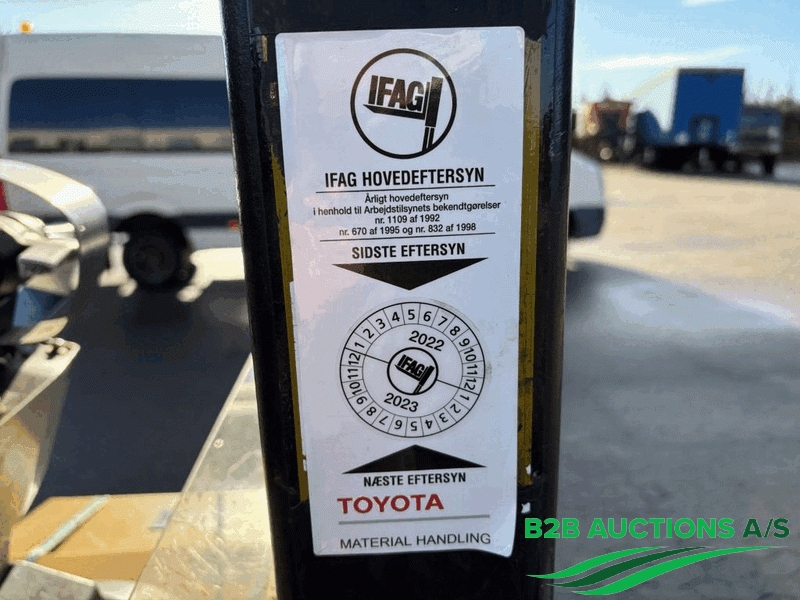 IFAG
IFAG HOVEDEFTERSYN
Årligt hovedeftersyn
i henhold til Arbejdstilsynets bekendtgørelser
nr. 1109 af 1992
nr. 670 af 1995 og nr. 832 af 1998
SIDSTE EFTERSYN
1 2 3 4 5 6 7 8 9 10 11 12
2022
IFAG
2023
1 2 3 4 5 6 7 8 9 10 11 12
NÆSTE EFTERSYN
TOYOTA
MATERIAL HANDLING
B2B AUCTIONS A/S